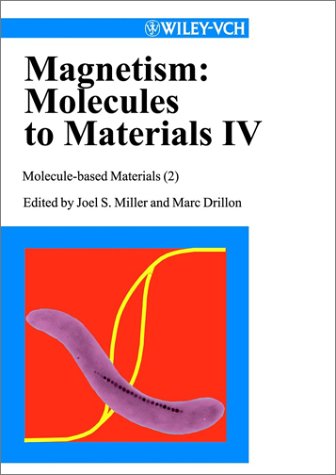 WILEY-VCH
Magnetism:
Molecules
to Materials IV
Molecule-based Materials (2)
Edited by Joel S. Miller and Marc Drillon